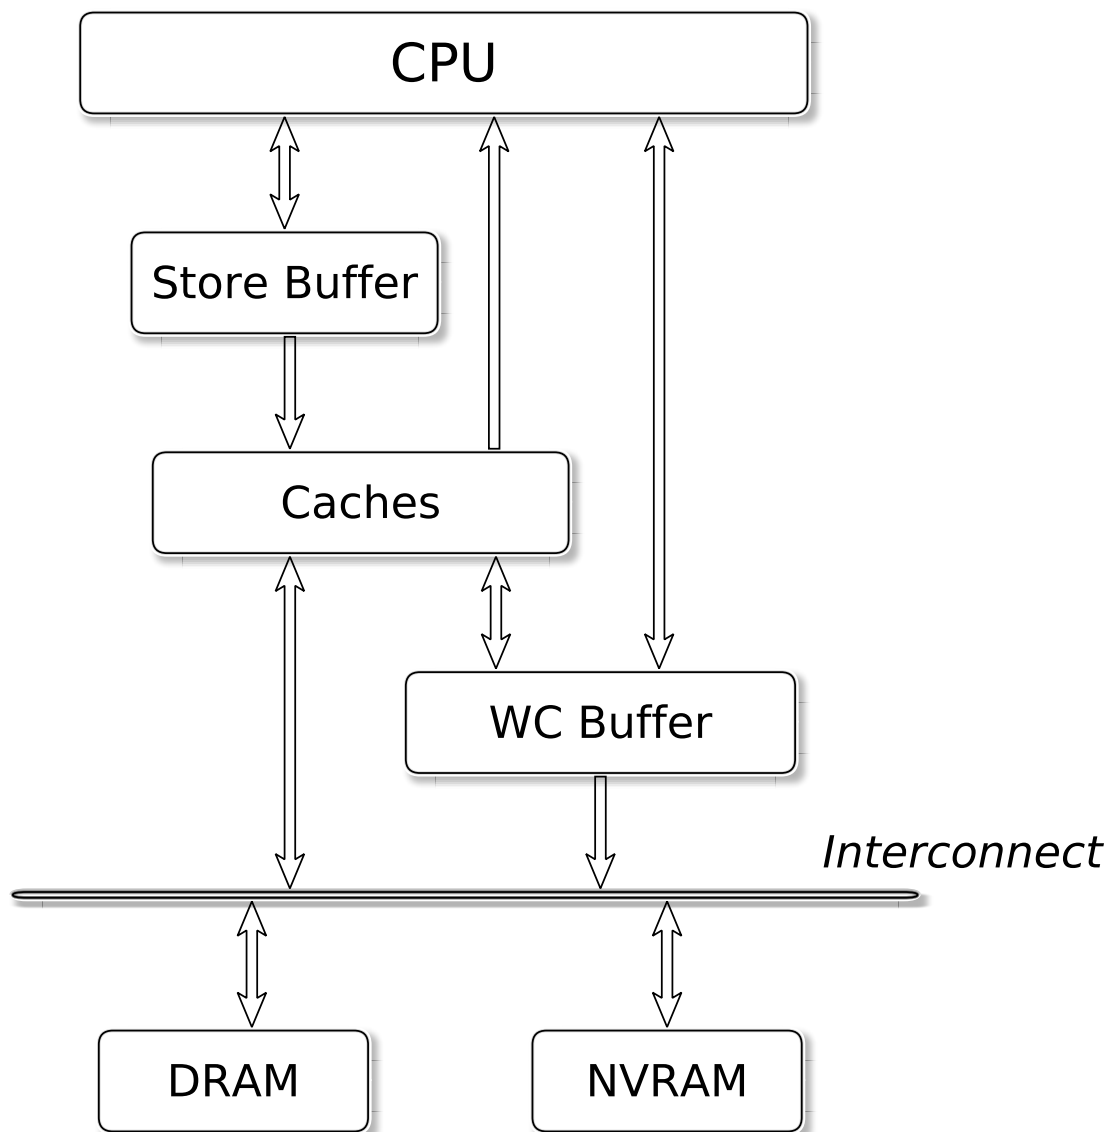 CPU
Store Buffer
Caches
WC Buffer
Interconnect
DRAM
NVRAM